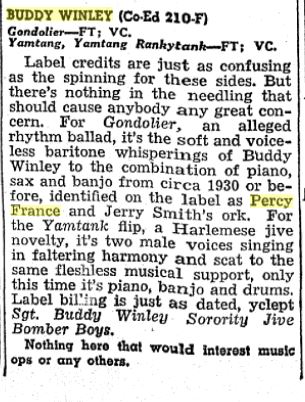 BUDDY WINLEY (Co-Ed 210-F)
Gondolier—FT; VC.
Yamtang, Yamtang Rankytank—FT; VC.
Label credits are just as confusing
as the spinning for these sides. But
there's nothing in the needling that
should cause anybody any great con-
cern. For Gondolier, an alleged
rhythm ballad, it's the soft and voice-
less baritone whisperings of Buddy
Winley to the combination of piano,
sax and banjo from circa 1930 or be-
fore, identified on the label as Percy
France and Jerry Smith's ork. For
the Yamtank flip, a Harlemese jive
novelty, it's two male voices singing
in faltering harmony and scat to the
same fleshless musical support, only
this time it's piano, banjo and drums.
Label billing is just as dated, yclept
Sgt. Buddy Winley Sorority Jive
Bomber Boys.
Nothing here that would interest music
ops or any others.